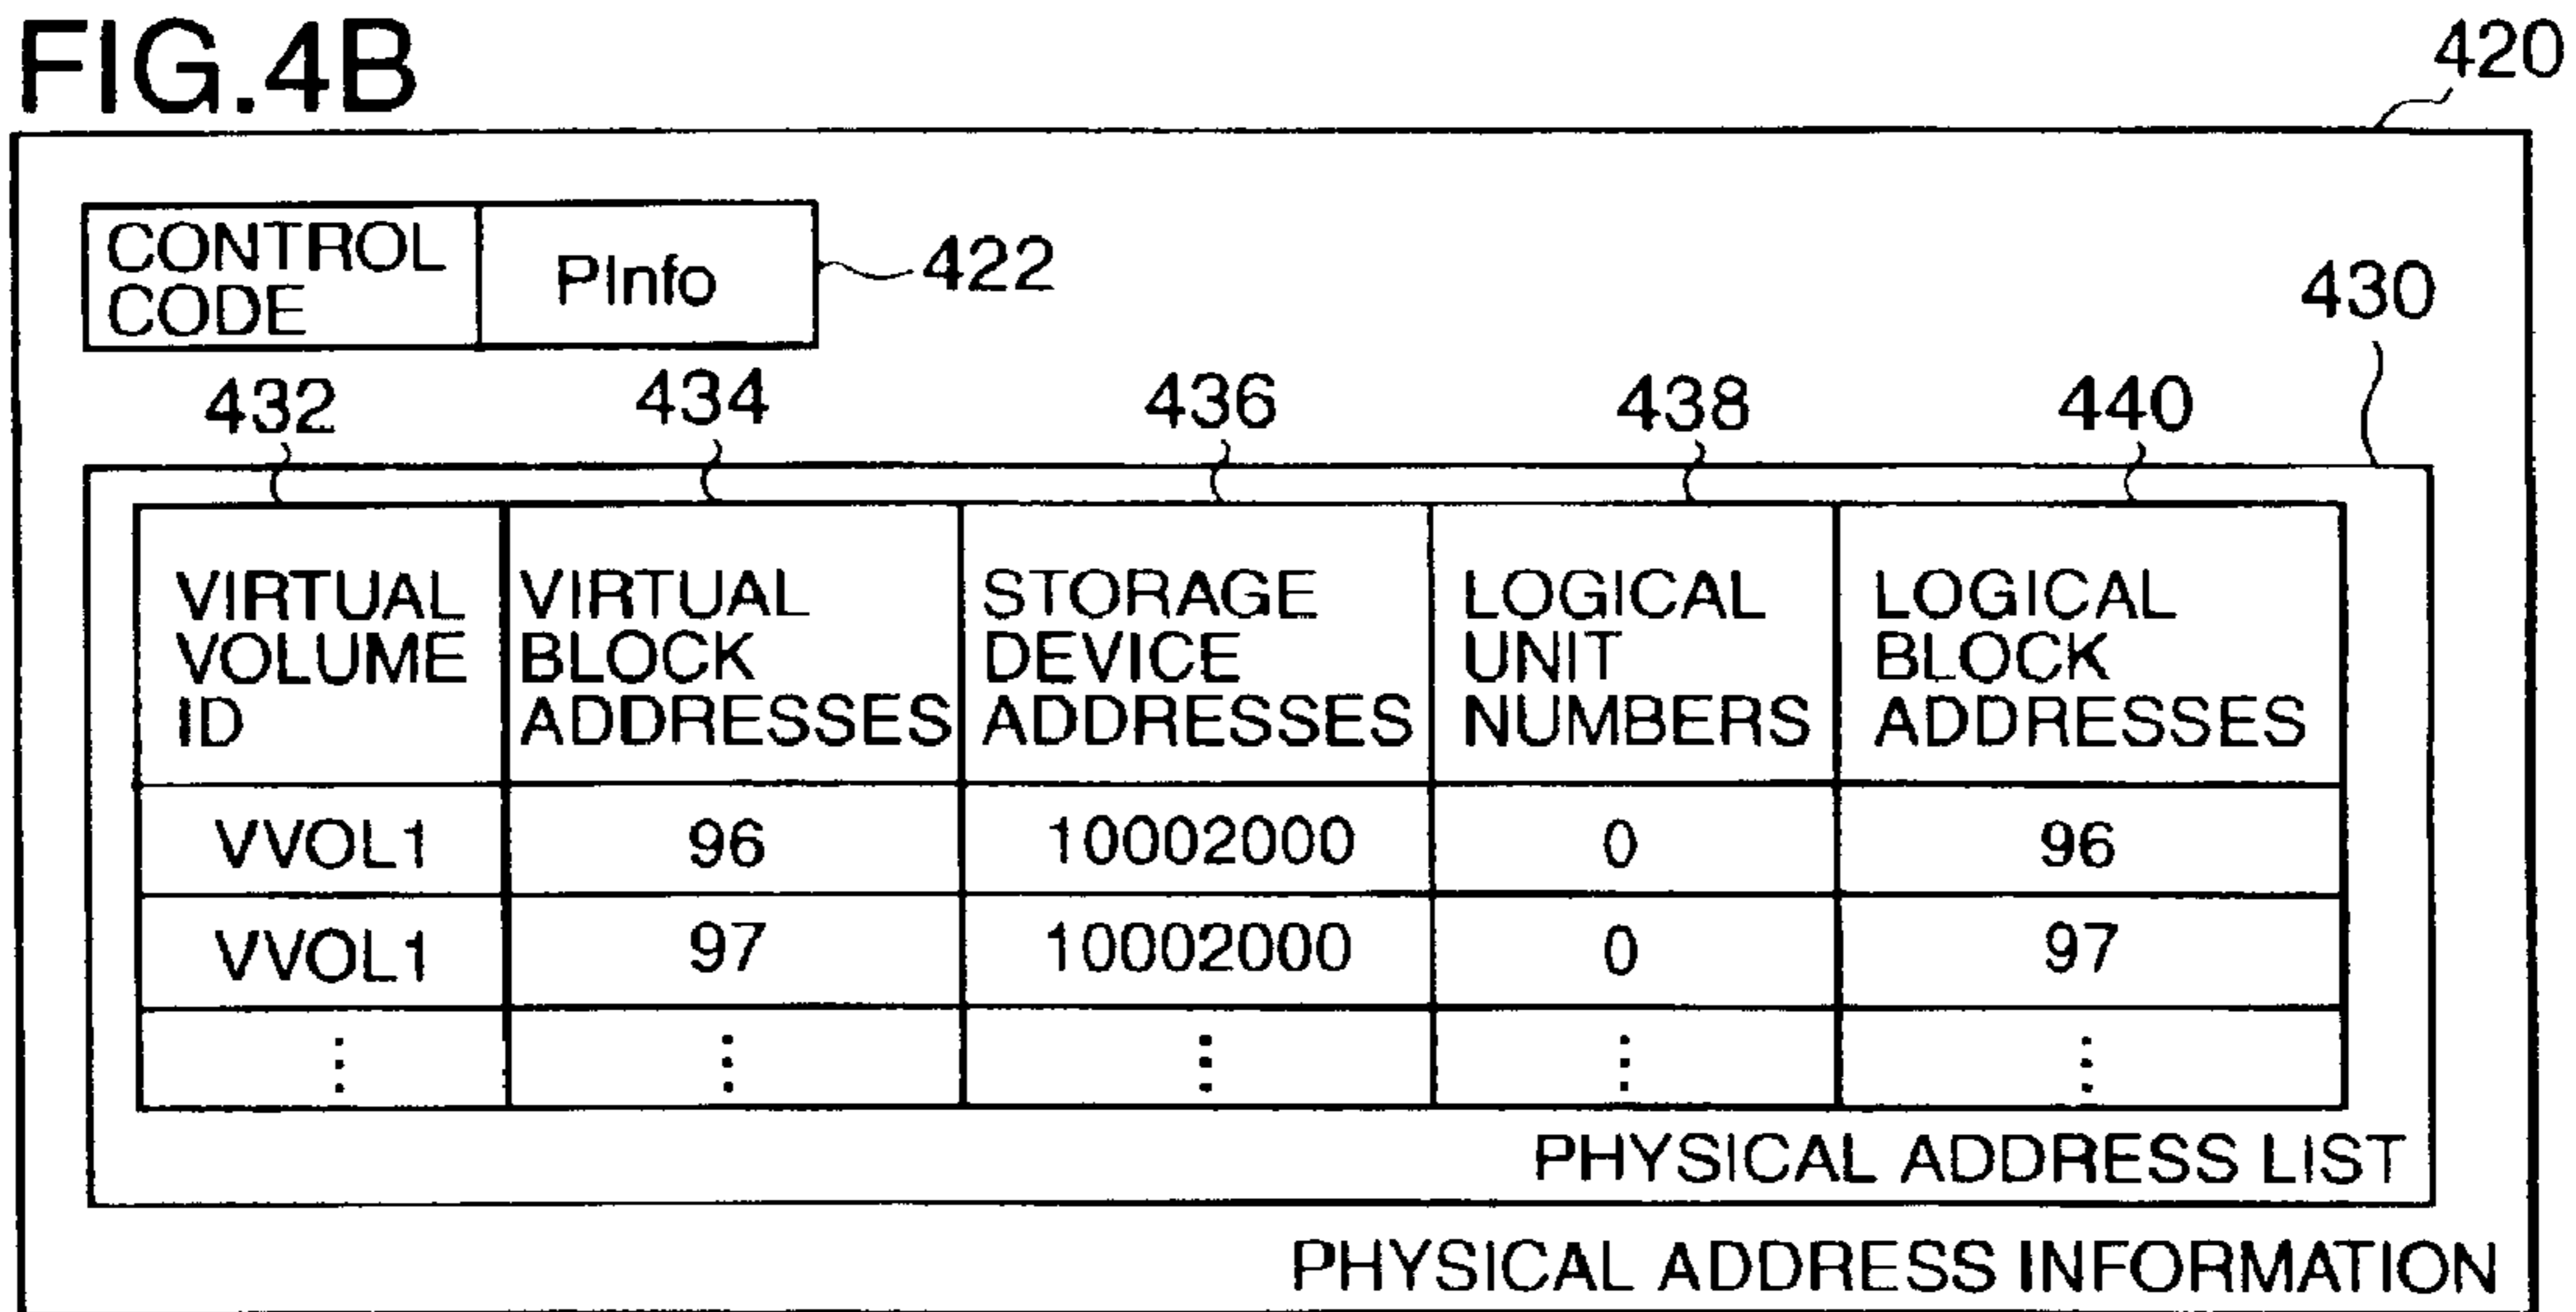 FIG.4B
420
CONTROL
CODE
PInfo
422
430
432
434
436
438
440
VIRTUAL
VOLUME
ID
VIRTUAL
BLOCK
ADDRESSES
STORAGE
DEVICE
ADDRESSES
LOGICAL
UNIT
NUMBERS
LOGICAL
BLOCK
ADDRESSES
VVOL1 96 10002000 0 96
VVOL1 97 10002000 0 97
⋮ ⋮ ⋮ ⋮ ⋮
PHYSICAL ADDRESS LIST
PHYSICAL ADDRESS INFORMATION